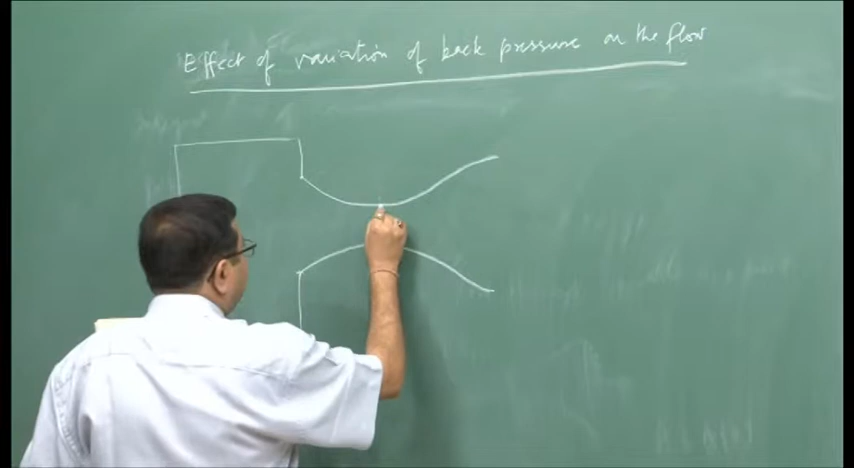 Effect of variation of back pressure on the flow